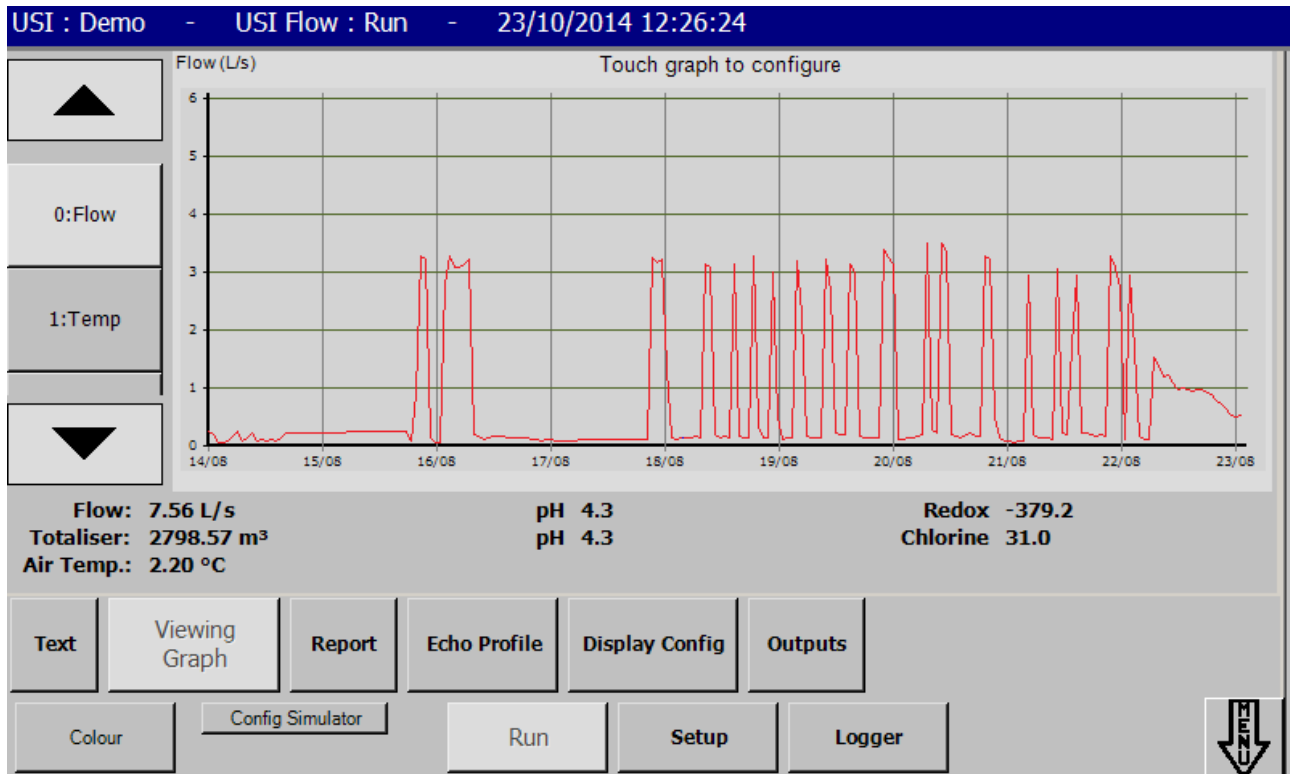 USI : Demo - USI Flow : Run - 23/10/2014 12:26:24
Flow (L/s) Touch graph to configure
6
5
4
3
2
1
0
14/08 15/08 16/08 17/08 18/08 19/08 20/08 21/08 22/08 23/08
0:Flow
1:Temp
Flow: 7.56 L/s pH 4.3 Redox -379.2
Totaliser: 2798.57 m³ pH 4.3 Chlorine 31.0
Air Temp.: 2.20 °C
Text Viewing Graph Report Echo Profile Display Config Outputs
Colour Config Simulator Run Setup Logger MENU